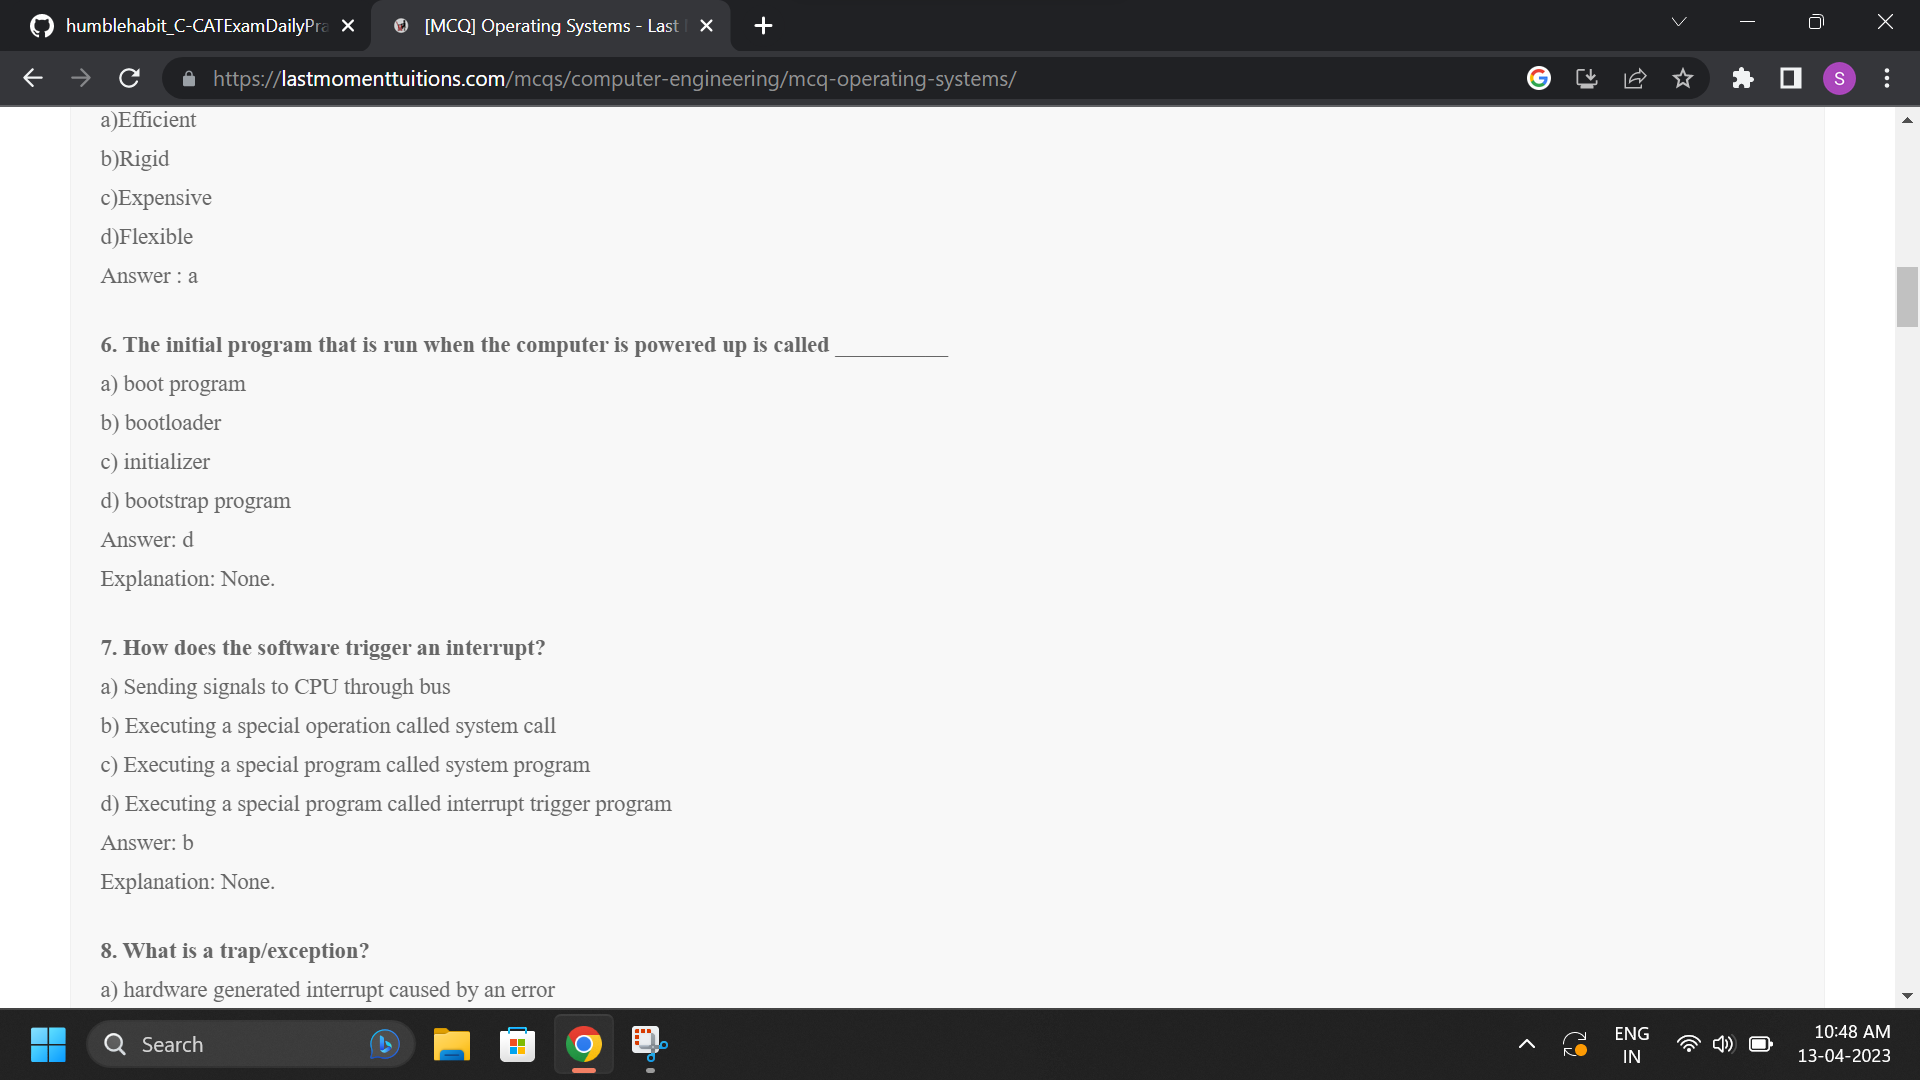 humblehabit_C-CATExamDailyPra
[MCQ] Operating Systems - Last
https://lastmomenttuitions.com/mcqs/computer-engineering/mcq-operating-systems/
S
a)Efficient
b)Rigid
c)Expensive
d)Flexible
Answer : a
6. The initial program that is run when the computer is powered up is called __________
a) boot program
b) bootloader
c) initializer
d) bootstrap program
Answer: d
Explanation: None.
7. How does the software trigger an interrupt?
a) Sending signals to CPU through bus
b) Executing a special operation called system call
c) Executing a special program called system program
d) Executing a special program called interrupt trigger program
Answer: b
Explanation: None.
8. What is a trap/exception?
a) hardware generated interrupt caused by an error
Search
ENG
IN
10:48 AM
13-04-2023